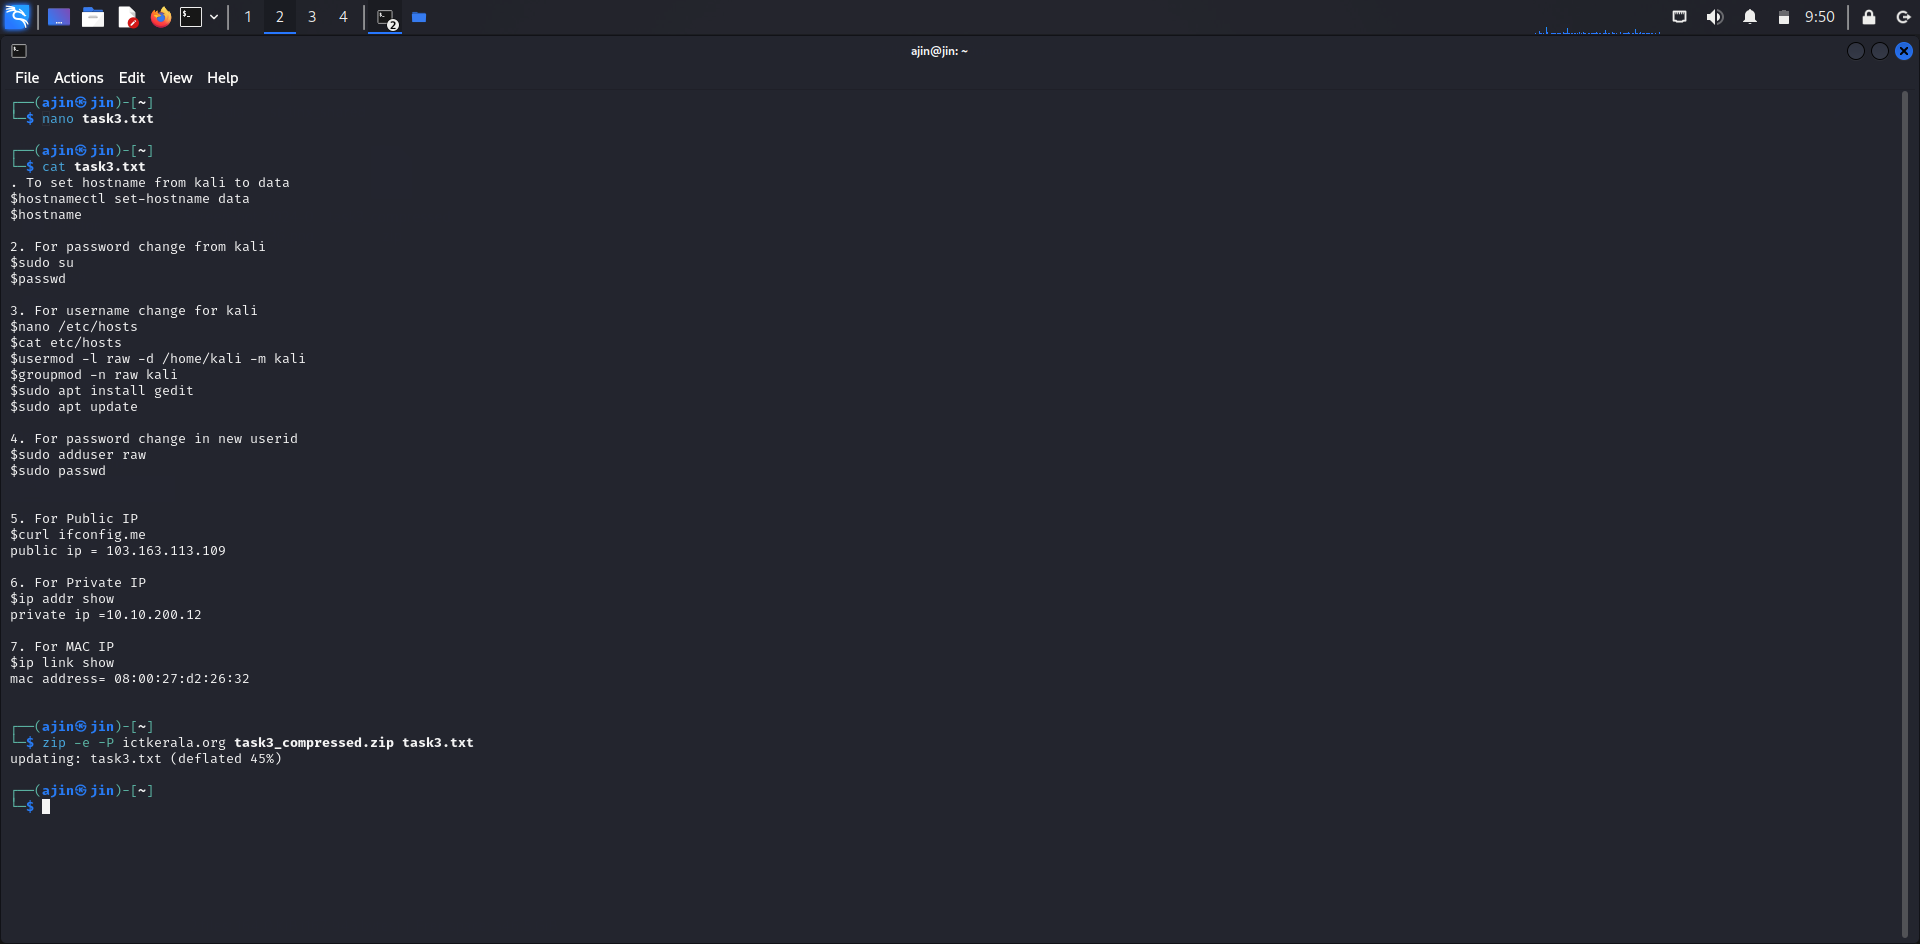 1 2 3 4 2 9:50
ajin@jin: ~
File Actions Edit View Help
┌──(ajin㉿jin)-[~]
└─$ nano task3.txt
┌──(ajin㉿jin)-[~]
└─$ cat task3.txt
. To set hostname from kali to data
$hostnamectl set-hostname data
$hostname
2. For password change from kali
$sudo su
$passwd
3. For username change for kali
$nano /etc/hosts
$cat etc/hosts
$usermod -l raw -d /home/kali -m kali
$groupmod -n raw kali
$sudo apt install gedit
$sudo apt update
4. For password change in new userid
$sudo adduser raw
$sudo passwd
5. For Public IP
$curl ifconfig.me
public ip = 103.163.113.109
6. For Private IP
$ip addr show
private ip =10.10.200.12
7. For MAC IP
$ip link show
mac address= 08:00:27:d2:26:32
┌──(ajin㉿jin)-[~]
└─$ zip -e -P ictkerala.org task3_compressed.zip task3.txt
updating: task3.txt (deflated 45%)
┌──(ajin㉿jin)-[~]
└─$